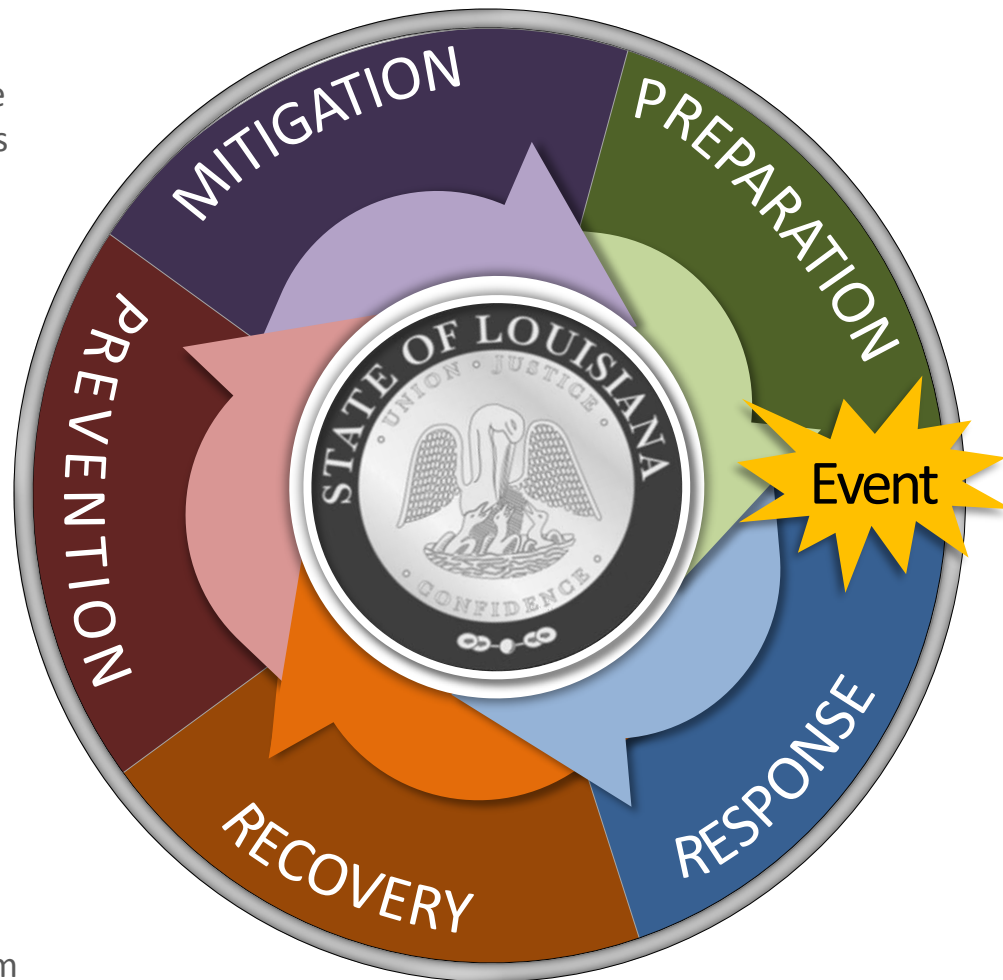 MITIGATION
PREPARATION
Event
RESPONSE
RECOVERY
PREVENTION
STATE OF LOUISIANA
UNION · JUSTICE
· CONFIDENCE ·
e
s
m